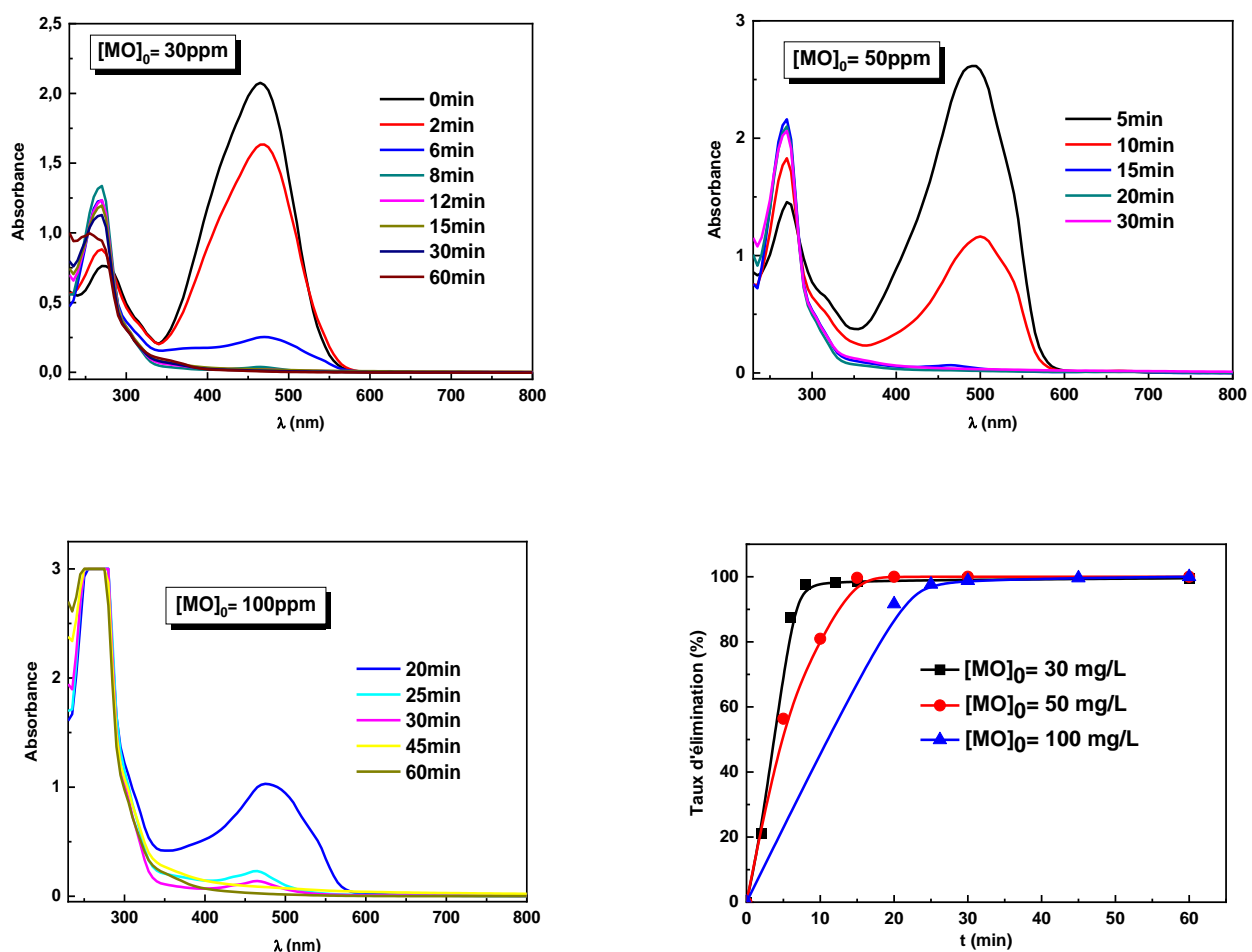 2,5
2,0
1,5
1,0
0,5
0,0
Absorbance
[MO]0= 30ppm
0min
2min
6min
8min
12min
15min
30min
60min
300 400 500 600 700 800
λ (nm)
3
2
1
0
Absorbance
[MO]0= 50ppm
5min
10min
15min
20min
30min
300 400 500 600 700 800
λ (nm)
3
2
1
0
Absorbance
[MO]0= 100ppm
20min
25min
30min
45min
60min
300 400 500 600 700 800
λ (nm)
100
80
60
40
20
0
Taux d'élimination (%)
[MO]0= 30 mg/L
[MO]0= 50 mg/L
[MO]0= 100 mg/L
0 10 20 30 40 50 60
t (min)